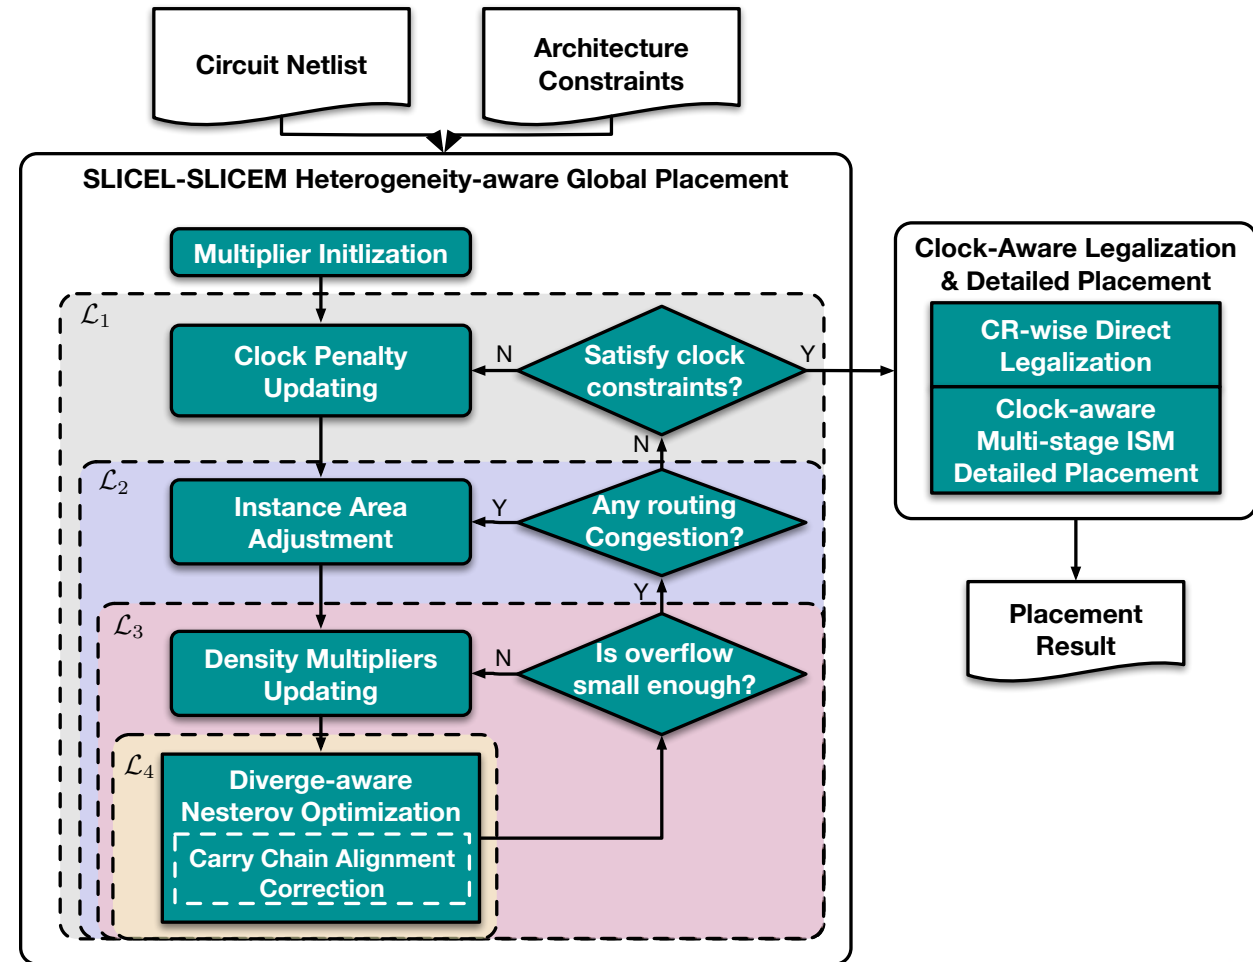 Circuit Netlist
Architecture
Constraints
SLICEL-SLICEM Heterogeneity-aware Global Placement
Multiplier Initlization
ℒ₁
Clock Penalty
Updating
N
Satisfy clock
constraints?
Y
N
ℒ₂
Instance Area
Adjustment
Y
Any routing
Congestion?
Y
ℒ₃
Density Multipliers
Updating
N
Is overflow
small enough?
ℒ₄
Diverge-aware
Nesterov Optimization
Carry Chain Alignment
Correction
Clock-Aware Legalization
& Detailed Placement
CR-wise Direct
Legalization
Clock-aware
Multi-stage ISM
Detailed Placement
Placement
Result